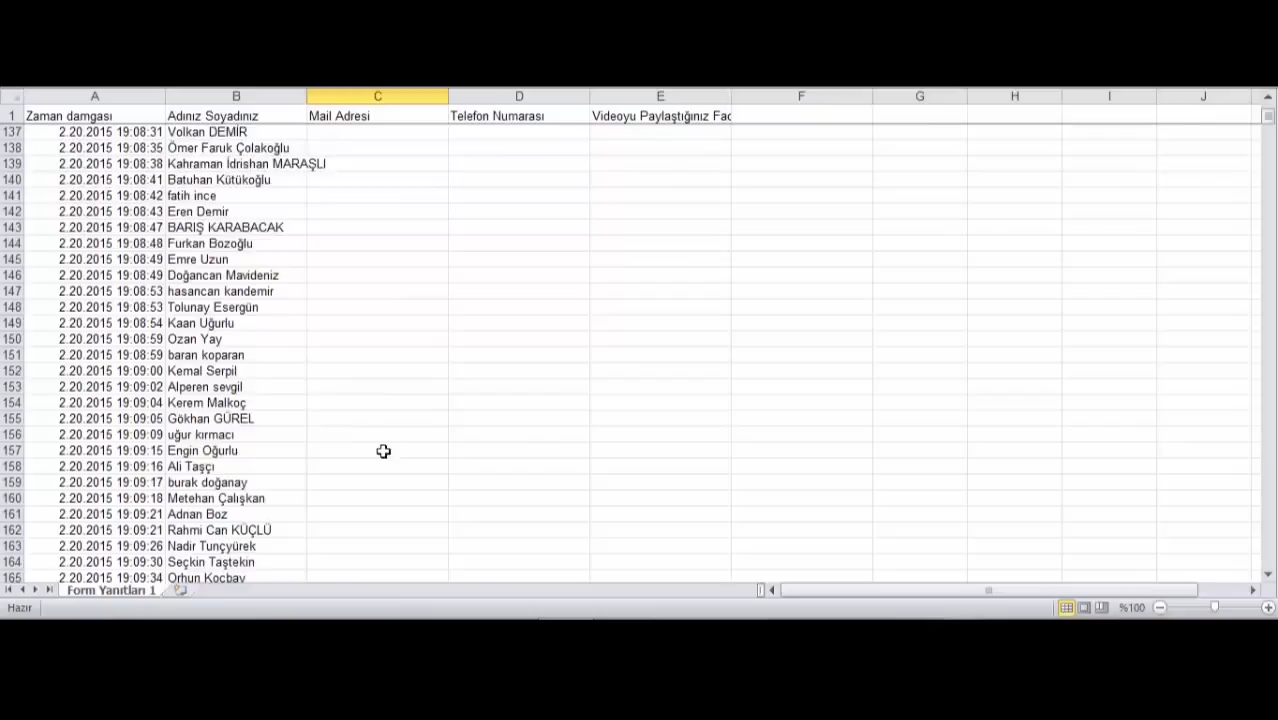 A B C D E F G H I J
1 Zaman damgası Adınız Soyadınız Mail Adresi Telefon Numarası Videoyu Paylaştığınız Fac
137 2.20.2015 19:08:31 Volkan DEMİR
138 2.20.2015 19:08:35 Ömer Faruk Çolakoğlu
139 2.20.2015 19:08:38 Kahraman İdrishan MARAŞLI
140 2.20.2015 19:08:41 Batuhan Kütükoğlu
141 2.20.2015 19:08:42 fatih ince
142 2.20.2015 19:08:43 Eren Demir
143 2.20.2015 19:08:47 BARIŞ KARABACAK
144 2.20.2015 19:08:48 Furkan Bozoğlu
145 2.20.2015 19:08:49 Emre Uzun
146 2.20.2015 19:08:49 Doğancan Mavideniz
147 2.20.2015 19:08:53 hasancan kandemir
148 2.20.2015 19:08:53 Tolunay Esergün
149 2.20.2015 19:08:54 Kaan Uğurlu
150 2.20.2015 19:08:59 Ozan Yay
151 2.20.2015 19:08:59 baran koparan
152 2.20.2015 19:09:00 Kemal Serpil
153 2.20.2015 19:09:02 Alperen sevgil
154 2.20.2015 19:09:04 Kerem Malkoç
155 2.20.2015 19:09:05 Gökhan GÜREL
156 2.20.2015 19:09:09 uğur kırmacı
157 2.20.2015 19:09:15 Engin Oğurlu
158 2.20.2015 19:09:16 Ali Taşçı
159 2.20.2015 19:09:17 burak doğanay
160 2.20.2015 19:09:18 Metehan Çalışkan
161 2.20.2015 19:09:21 Adnan Boz
162 2.20.2015 19:09:21 Rahmi Can KÜÇLÜ
163 2.20.2015 19:09:26 Nadir Tunçyürek
164 2.20.2015 19:09:30 Seçkin Taştekin
165 2.20.2015 19:09:34 Orhun Kocbay
Form Yanıtları 1
Hazır %100